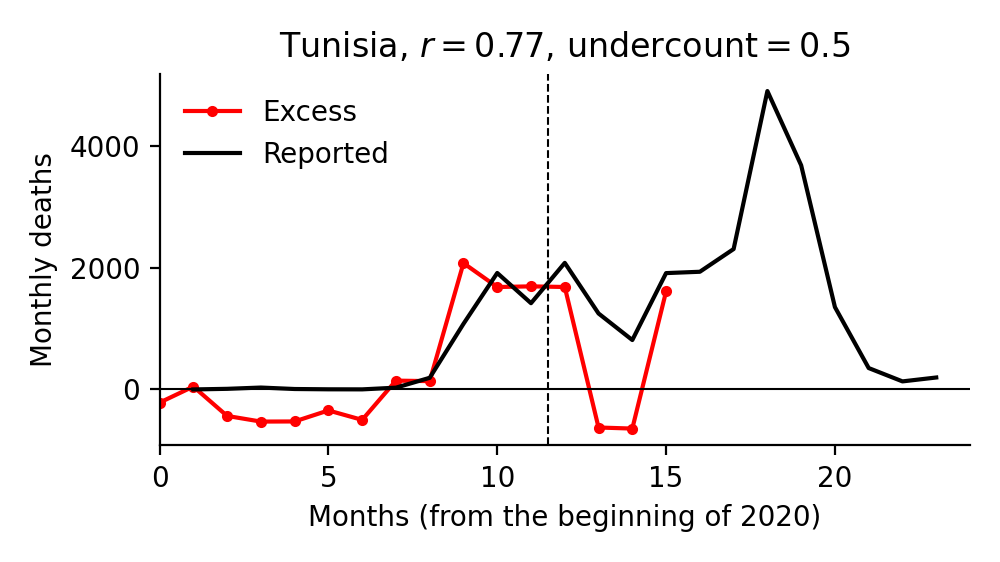 Tunisia, r = 0.77, undercount = 0.5
Excess
Reported
Monthly deaths
4000
2000
0
0 5 10 15 20
Months (from the beginning of 2020)